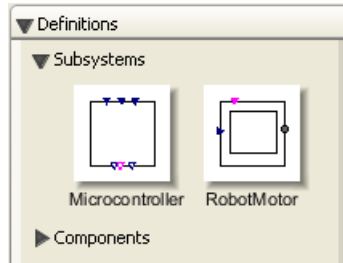 Definitions
Subsystems
Microcontroller RobotMotor
Components